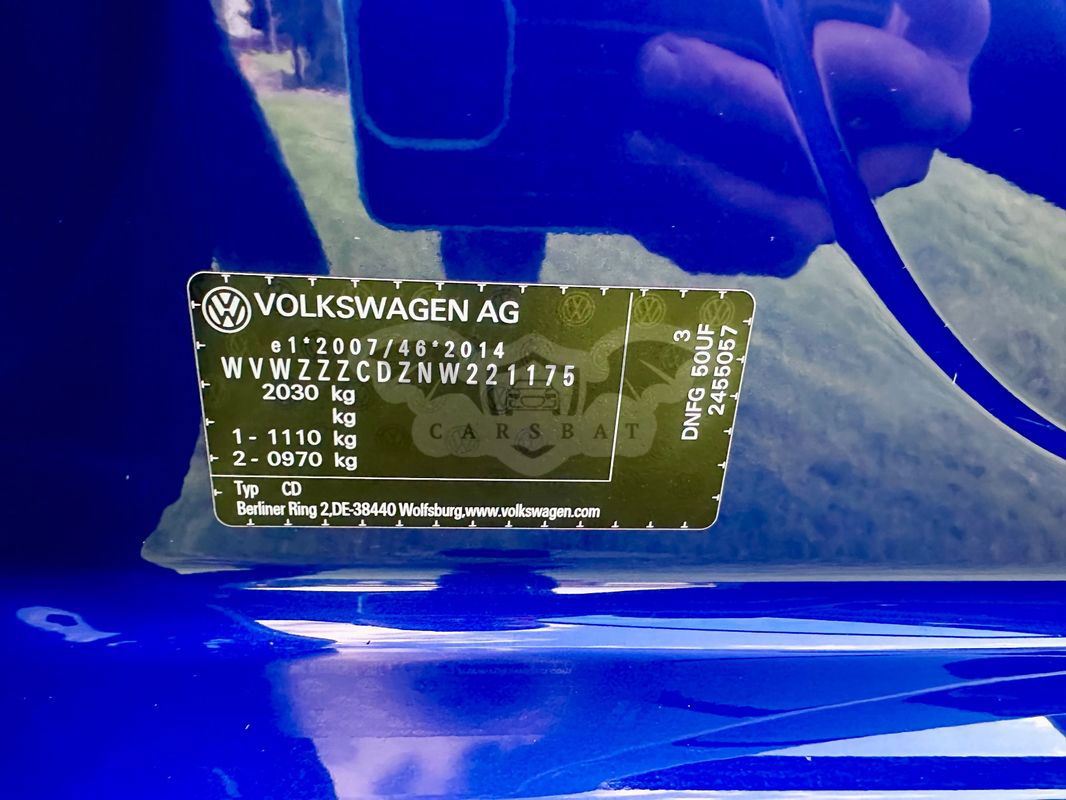 VOLKSWAGEN AG
e1*2007/46*2014
WVWZZZCDZNW221175
2030 kg
kg
1 - 1110 kg
2 - 0970 kg
Typ CD
Berliner Ring 2,DE-38440 Wolfsburg,www.volkswagen.com
3
DNFG 50UF
2455057
CARSBAT